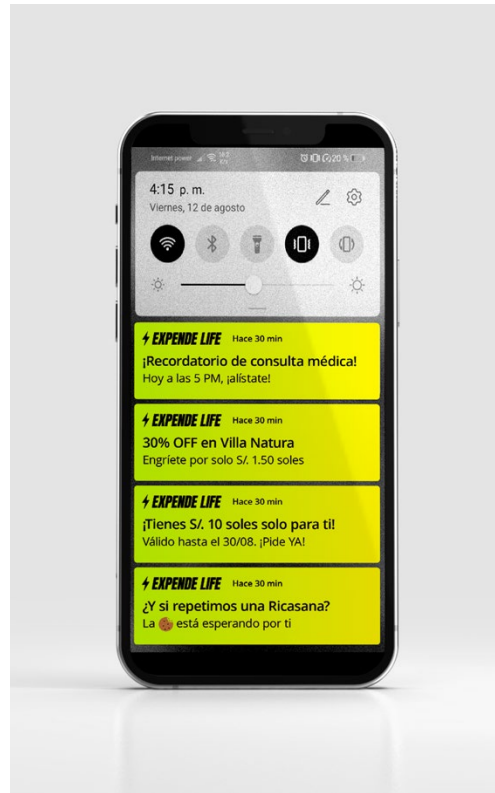 Internet power
20 %
4:15 p. m.
Viernes, 12 de agosto
EXPENDE LIFE Hace 30 min
¡Recordatorio de consulta médica!
Hoy a las 5 PM, ¡alístate!
EXPENDE LIFE Hace 30 min
30% OFF en Villa Natura
Engríete por solo S/. 1.50 soles
EXPENDE LIFE Hace 30 min
¡Tienes S/. 10 soles solo para ti!
Válido hasta el 30/08. ¡Pide YA!
EXPENDE LIFE Hace 30 min
¿Y si repetimos una Ricasana?
La 🍪 está esperando por ti